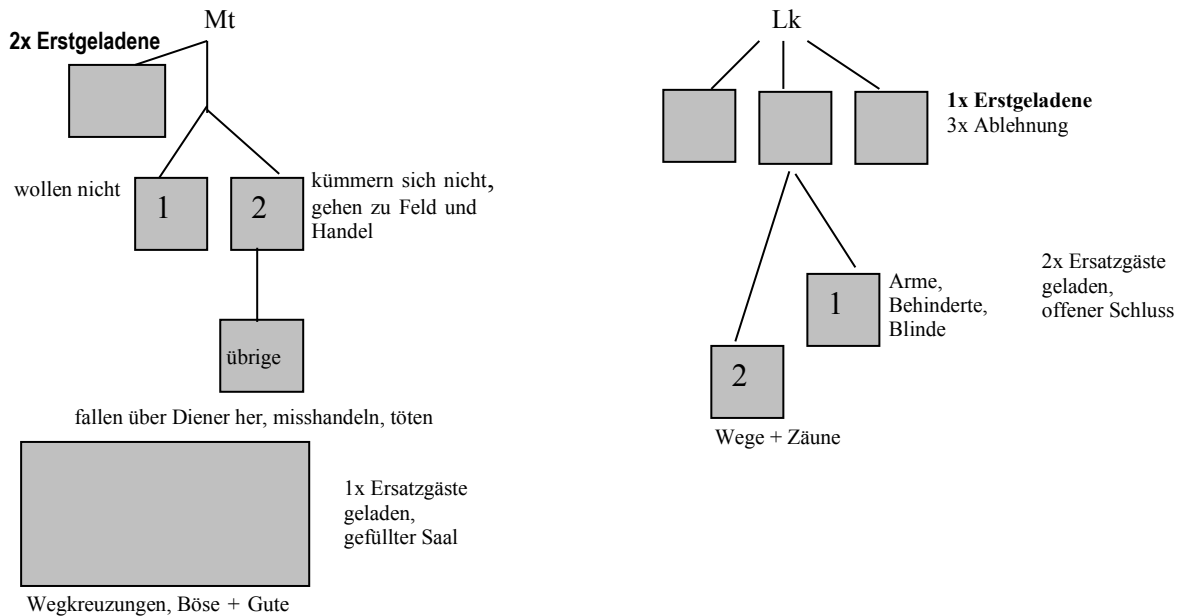 Mt
2x Erstgeladene
wollen nicht
1
2
kümmern sich nicht,
gehen zu Feld und
Handel
übrige
fallen über Diener her, misshandeln, töten
1x Ersatzgäste
geladen,
gefüllter Saal
Wegkreuzungen, Böse + Gute
Lk
1x Erstgeladene
3x Ablehnung
1
Arme,
Behinderte,
Blinde
2x Ersatzgäste
geladen,
offener Schluss
2
Wege + Zäune